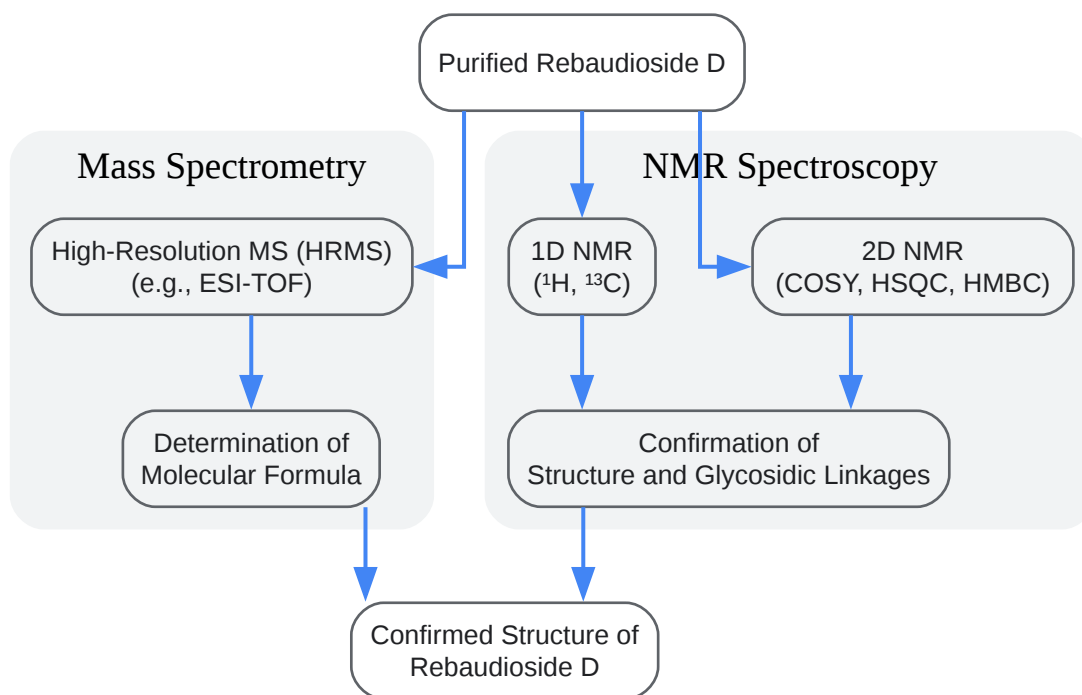 Purified Rebaudioside D
Mass Spectrometry
NMR Spectroscopy
High-Resolution MS (HRMS)
(e.g., ESI-TOF)
1D NMR
(¹H, ¹³C)
2D NMR
(COSY, HSQC, HMBC)
Determination of
Molecular Formula
Confirmation of
Structure and Glycosidic Linkages
Confirmed Structure of
Rebaudioside D